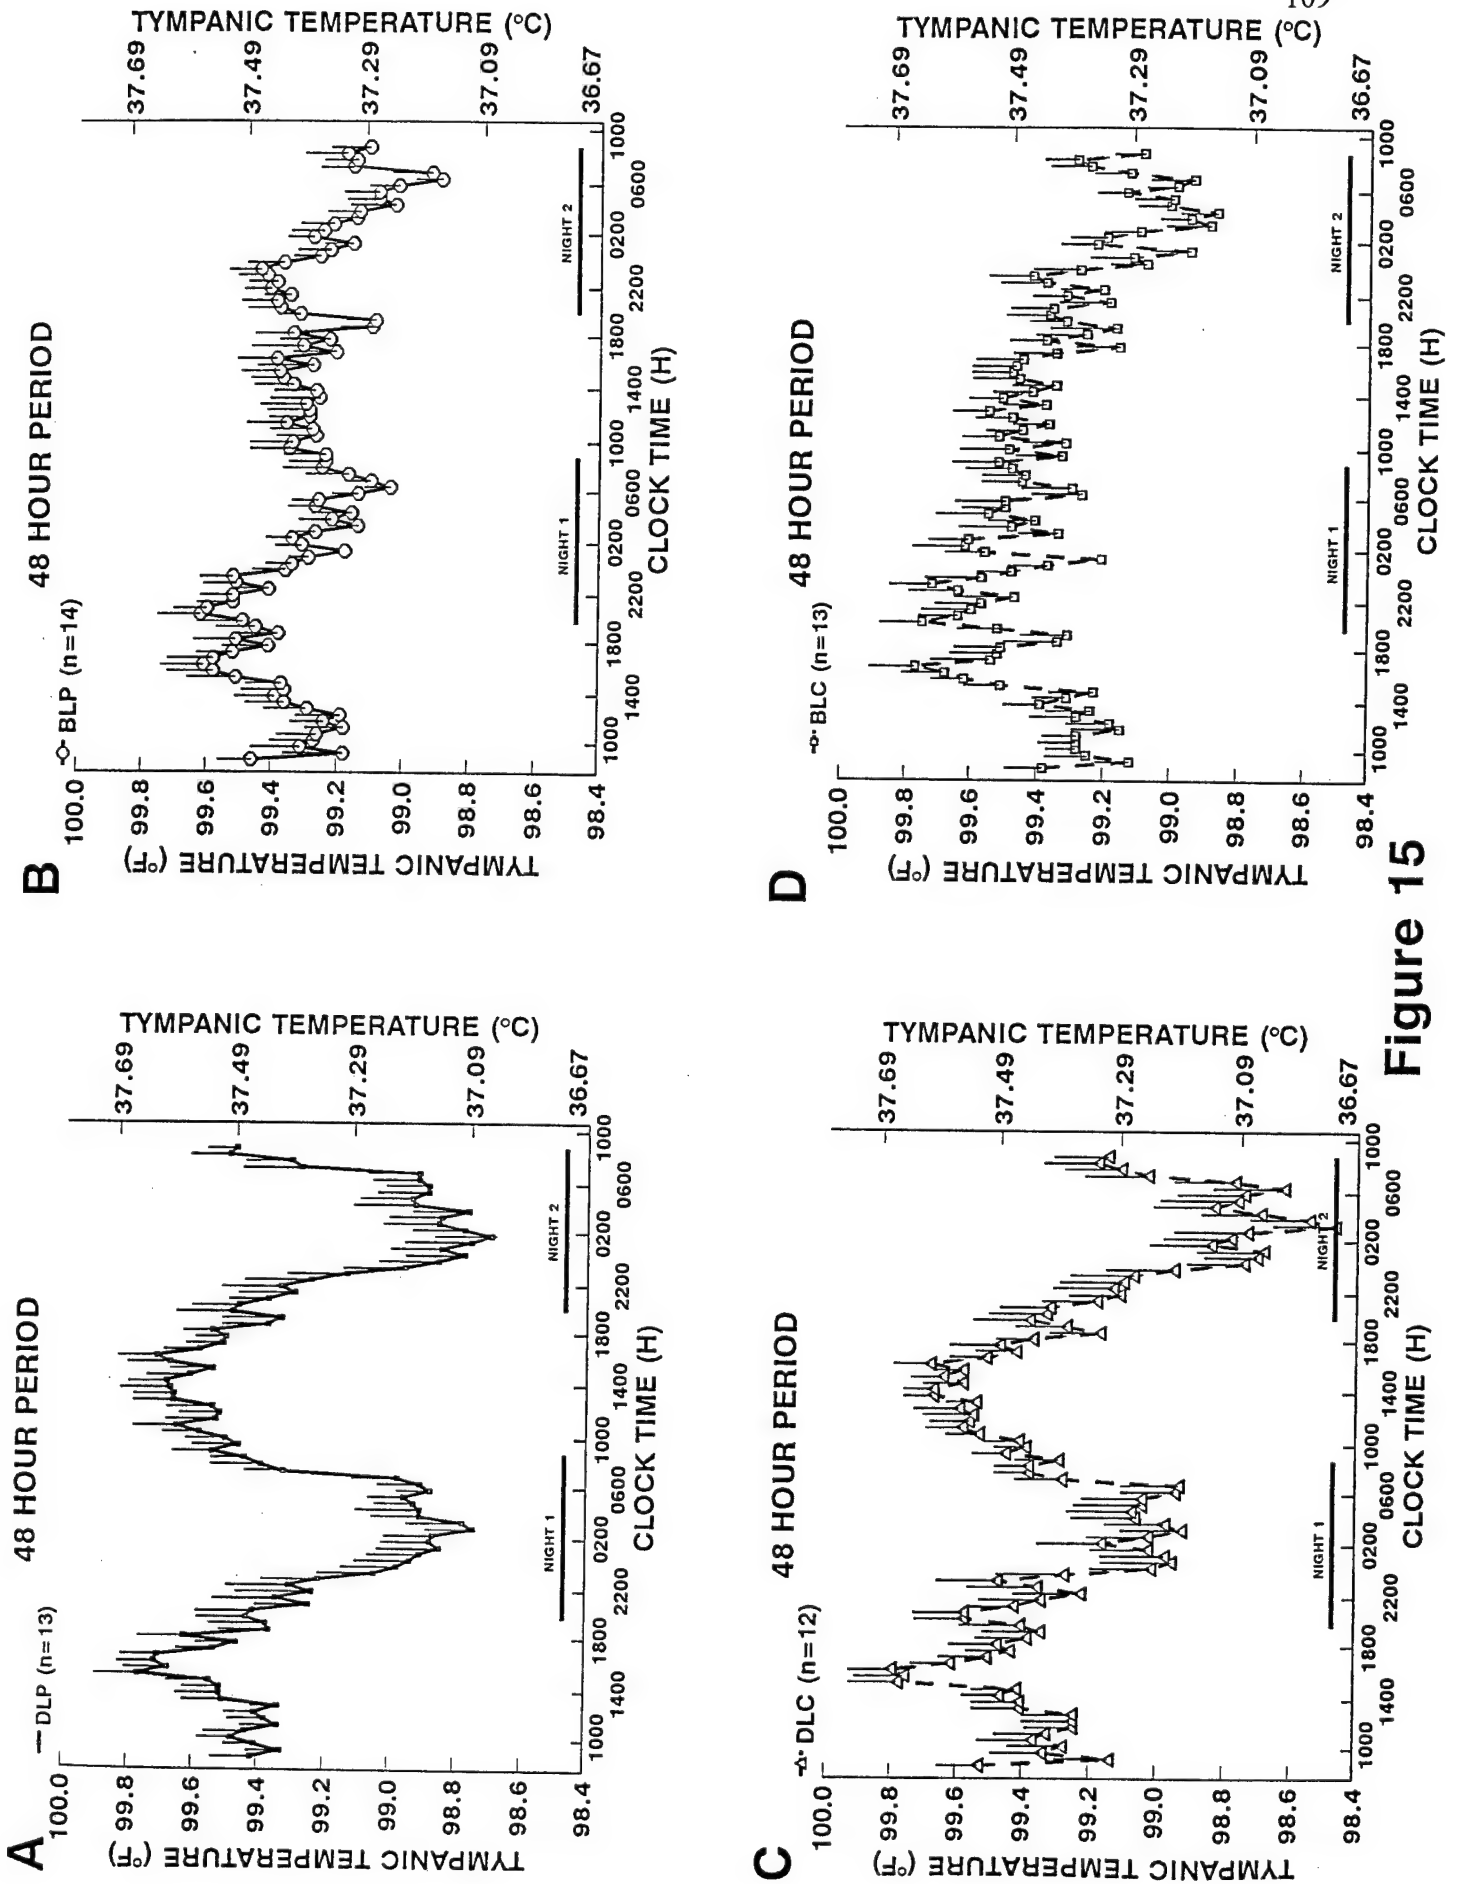 109
A
48 HOUR PERIOD
DLP (n=13)
TYMPANIC TEMPERATURE (°F)
100.0
99.8
99.6
99.4
99.2
99.0
98.8
98.6
98.4
TYMPANIC TEMPERATURE (°C)
37.69
37.49
37.29
37.09
36.67
NIGHT 1
NIGHT 2
1000 1400 1800 2200 0200 0600 1000 1400 1800 2200 0200 0600 1000
CLOCK TIME (H)
B
48 HOUR PERIOD
BLP (n=14)
TYMPANIC TEMPERATURE (°F)
100.0
99.8
99.6
99.4
99.2
99.0
98.8
98.6
98.4
TYMPANIC TEMPERATURE (°C)
37.69
37.49
37.29
37.09
36.67
NIGHT 1
NIGHT 2
1000 1400 1800 2200 0200 0600 1000 1400 1800 2200 0200 0600 1000
CLOCK TIME (H)
C
48 HOUR PERIOD
DLC (n=12)
TYMPANIC TEMPERATURE (°F)
100.0
99.8
99.6
99.4
99.2
99.0
98.8
98.6
98.4
TYMPANIC TEMPERATURE (°C)
37.69
37.49
37.29
37.09
36.67
NIGHT 1
NIGHT 2
1000 1400 1800 2200 0200 0600 1000 1400 1800 2200 0200 0600 1000
CLOCK TIME (H)
D
48 HOUR PERIOD
BLC (n=13)
TYMPANIC TEMPERATURE (°F)
100.0
99.8
99.6
99.4
99.2
99.0
98.8
98.6
98.4
TYMPANIC TEMPERATURE (°C)
37.69
37.49
37.29
37.09
36.67
NIGHT 1
NIGHT 2
1000 1400 1800 2200 0200 0600 1000 1400 1800 2200 0200 0600 1000
CLOCK TIME (H)
Figure 15